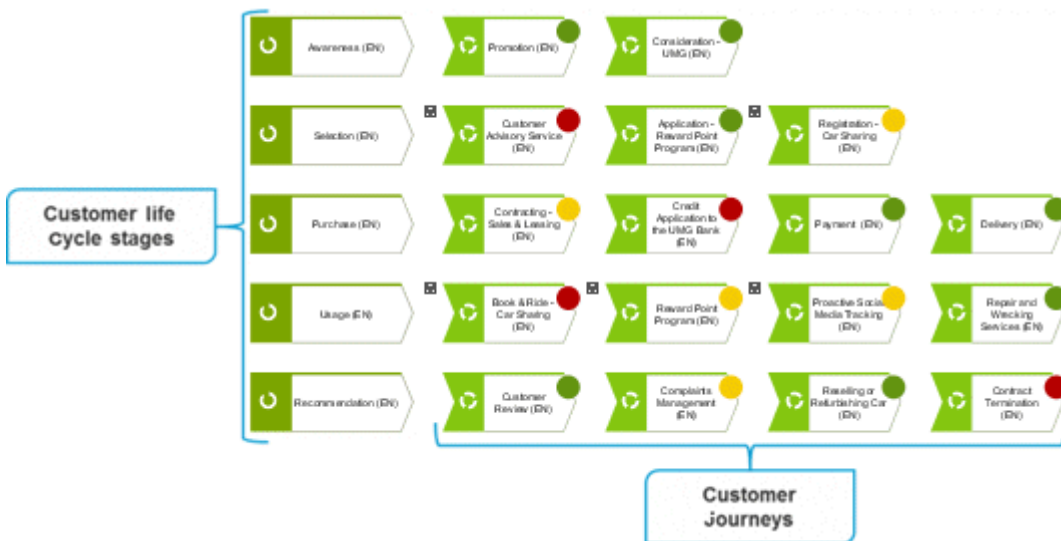 Awareness (EN)
Promotion (EN)
Consideration -
UMG (EN)
Selection (EN)
Customer
Advisory Service
(EN)
Application -
Reward Point
Program (EN)
Registration -
Car Sharing
(EN)
Customer life
Cycle stages
Purchase (EN)
Contracting -
Sales & Leasing
(EN)
Credit
Application to
the UMG Bank
(EN)
Payment (EN)
Delivery (EN)
Usage (EN)
Book & Ride -
Car Sharing
(EN)
Reward Point
Program (EN)
Proactive Social
Media Tracking
(EN)
Repair and
Wrecking
Services (EN)
Recommendation (EN)
Customer
Review (EN)
Complaints
Management
(EN)
Reselling or
Refurbishing Car
(EN)
Contract
Termination
(EN)
Customer
Journeys